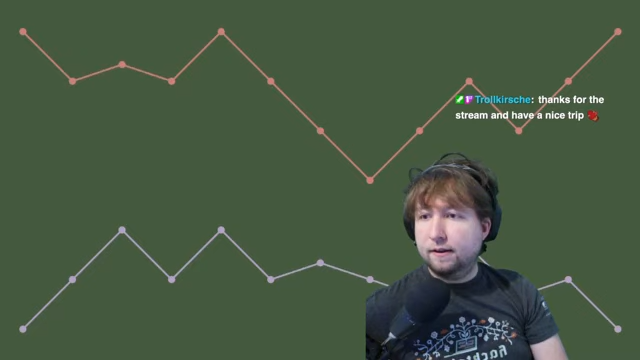 Trollkirsche: thanks for the
stream and have a nice trip